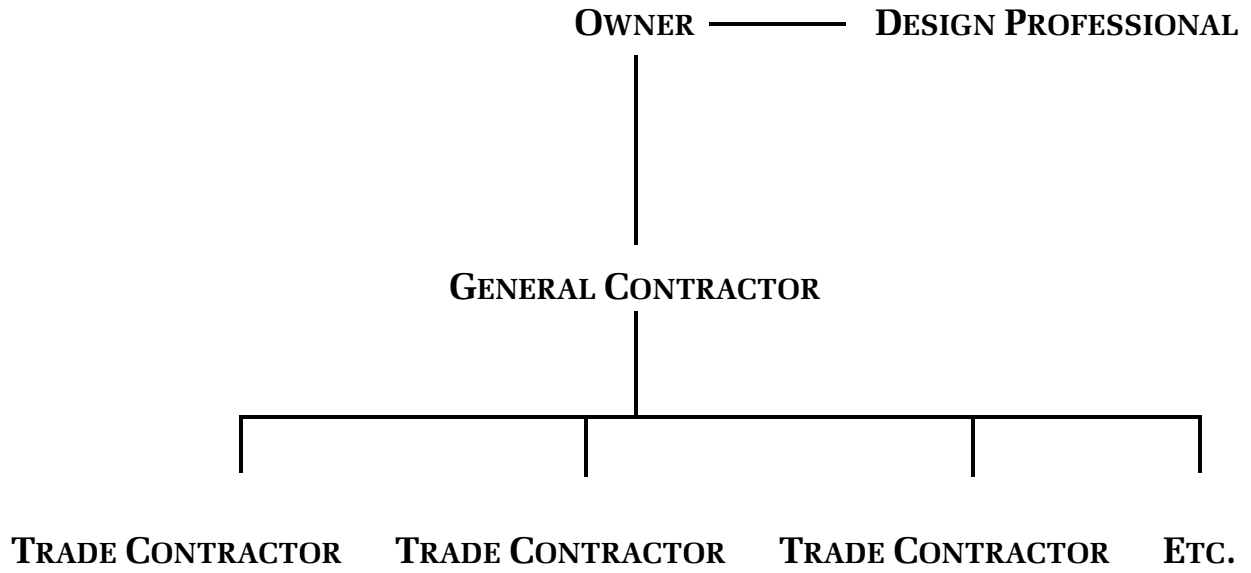 OWNER DESIGN PROFESSIONAL
GENERAL CONTRACTOR
TRADE CONTRACTOR TRADE CONTRACTOR TRADE CONTRACTOR ETC.